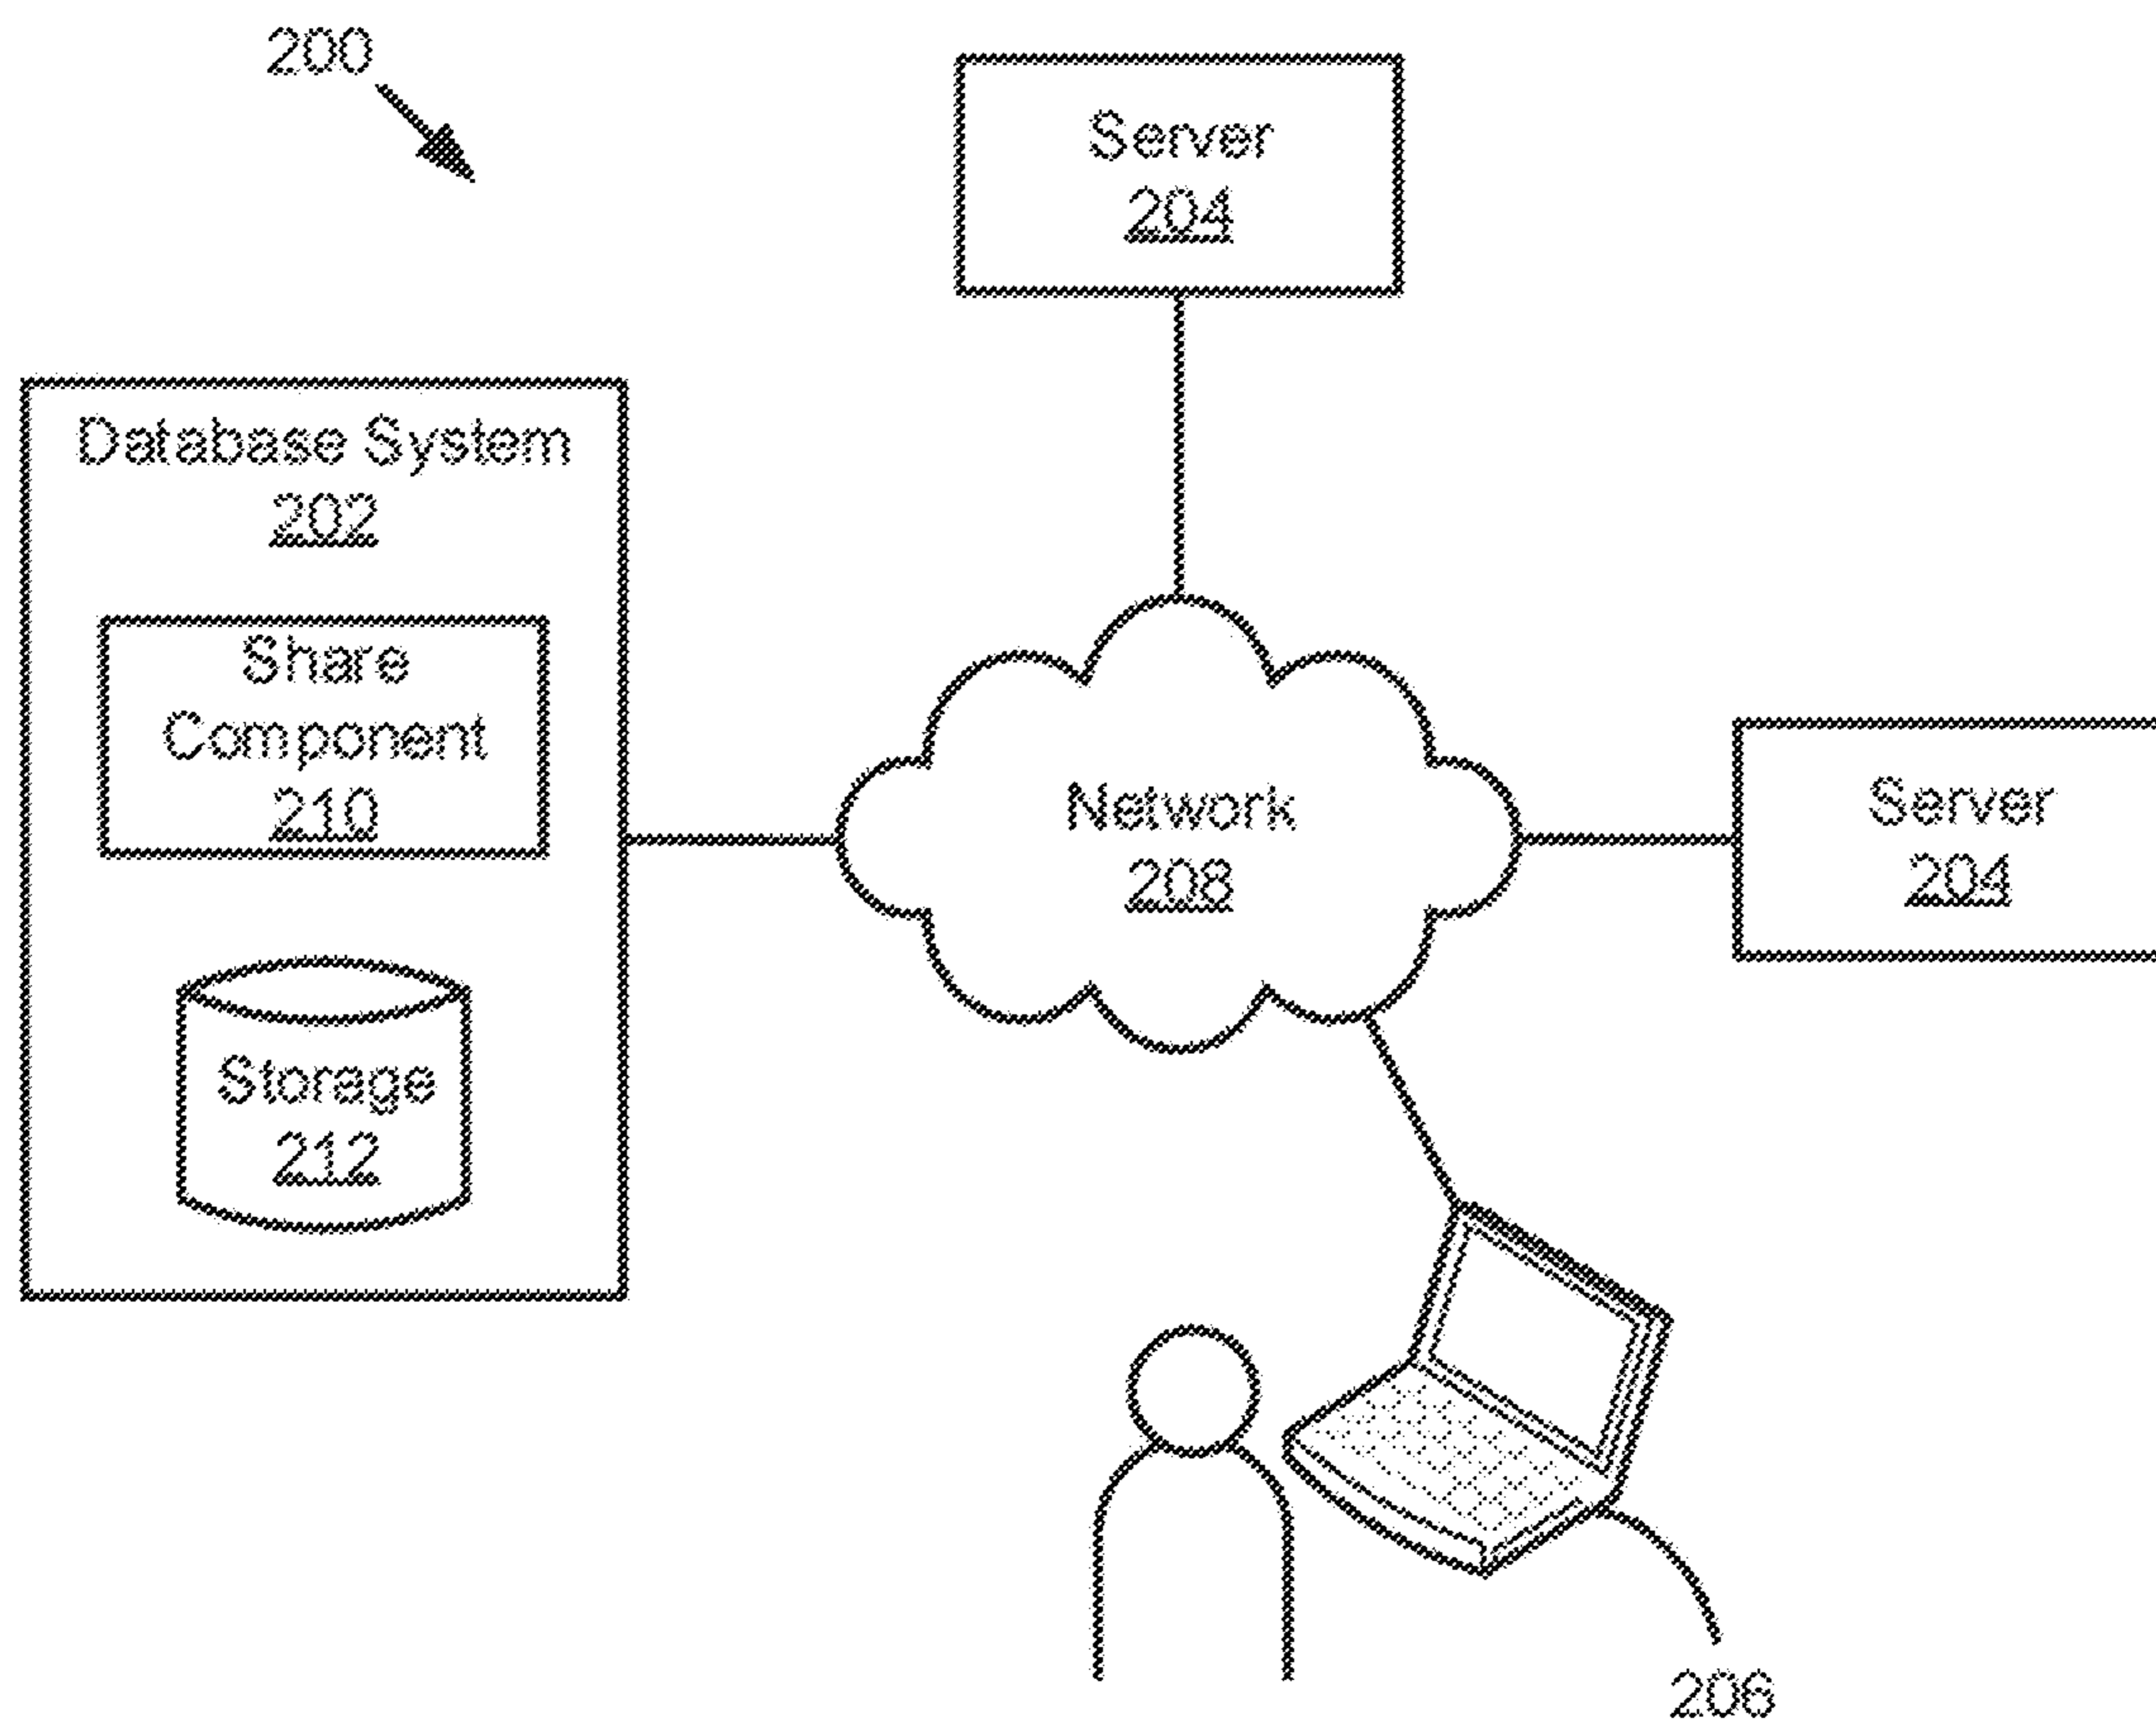 200
Server
204
Database System
202
Share
Component
210
Storage
212
Network
208
Server
204
206